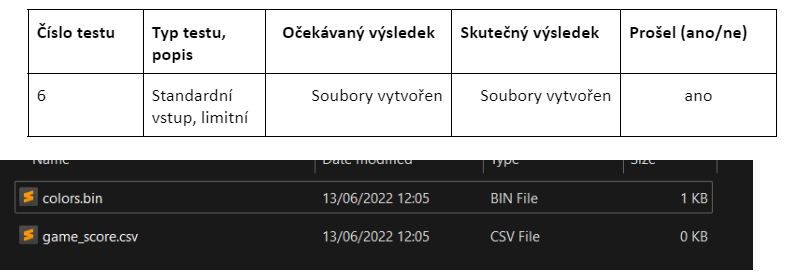 Číslo testu Typ testu, popis Očekávaný výsledek Skutečný výsledek Prošel (ano/ne)
6 Standardní vstup, limitní Soubory vytvořen Soubory vytvořen ano
Name Date modified Type Size
colors.bin 13/06/2022 12:05 BIN File 1 KB
game_score.csv 13/06/2022 12:05 CSV File 0 KB